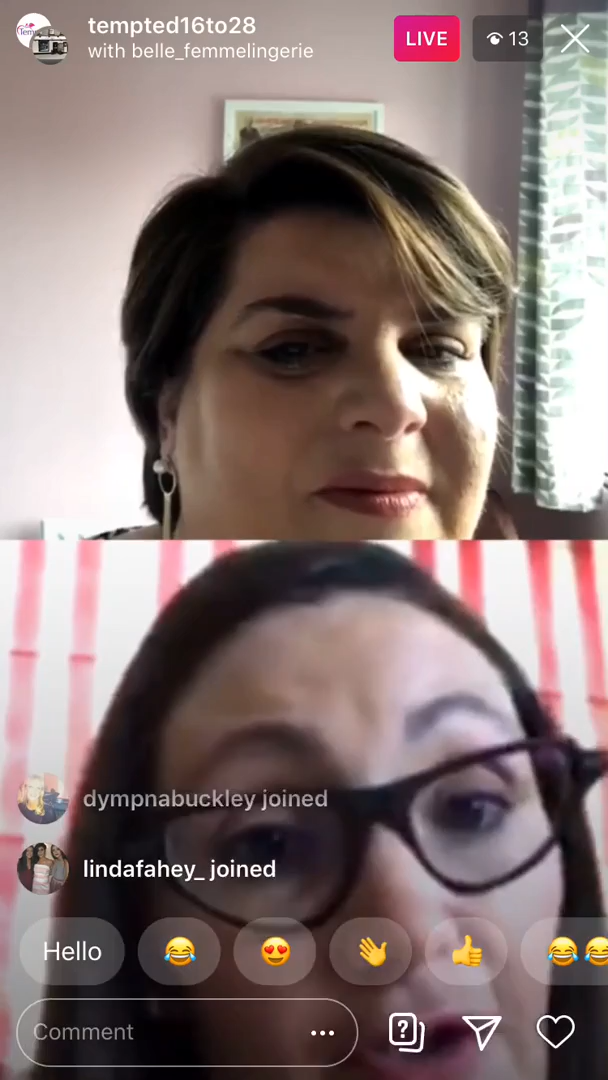 tempted16to28
with belle_femmelingerie
LIVE
13
dympnabuckley joined
lindafahey_ joined
Hello
Comment